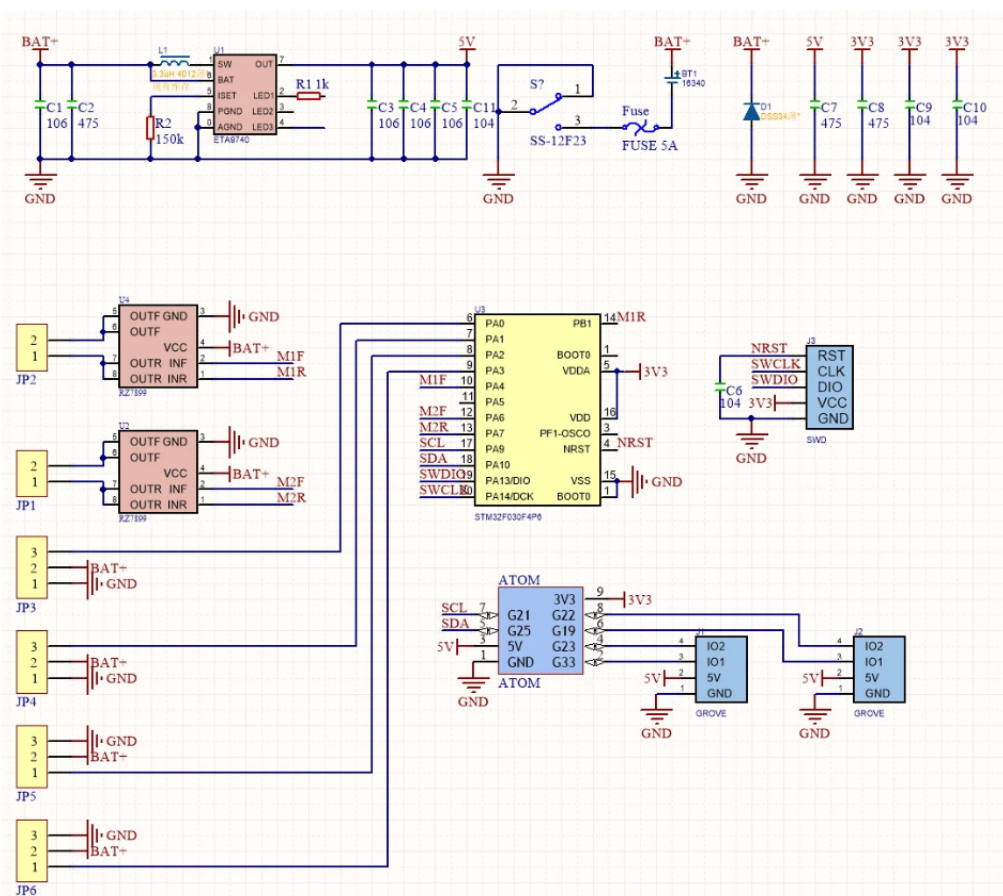 BAT+
L1
3.3uH 4012
U1
SW
BAT
ISET
PGND
AGND
OUT
LED1
LED2
LED3
1
6
5
8
0
7
2
3
4
ETA9740
C1
106
C2
475
R2
150k
R1 1k
GND
5V
C3
106
C4
106
C5
106
C11
104
S?
1
2
3
SS-12F23
GND
Fuse
FUSE 5A
BAT+
BT1
16340
BAT+
D1
DSS34
GND
5V
C7
475
GND
3V3
C8
475
GND
3V3
C9
104
GND
3V3
C10
104
GND
U4
OUTF GND
OUTF
VCC
OUTR INF
OUTR INR
5
6
7
8
3
4
2
1
GND
BAT+
M1F
M1R
RZ7899
2
1
JP2
U2
OUTF GND
OUTF
VCC
OUTR INF
OUTR INR
5
6
7
8
3
4
2
1
GND
BAT+
M2F
M2R
RZ7899
2
1
JP1
3
2
1
BAT+
GND
JP3
3
2
1
BAT+
GND
JP4
3
2
1
GND
BAT+
JP5
3
2
1
GND
BAT+
JP6
U3
6 PA0
7 PA1
8 PA2
9 PA3
M1F 10 PA4
11 PA5
M2F 12 PA6
M2R 13 PA7
SCL 17 PA9
SDA 18 PA10
SWDIO 19 PA13/DIO
SWCLK 20 PA14/DCK
PB1 14 M1R
BOOT0 1
VDDA 5 3V3
VDD 16
PF1-OSCO 3
NRST 4 NRST
VSS 15 GND
BOOT0 1
STM32F030F4P6
J3
NRST RST
SWCLK CLK
SWDIO DIO
3V3 VCC
GND
C6
104
GND
SWD
ATOM
SCL 7 G21
SDA 5 G25
5V 3 5V
1 GND
3V3 9 3V3
G22 8
G19 6
G23 4
G33 2
ATOM
GND
J1
4 IO2
3 IO1
5V 2 5V
1 GND
GND
GROVE
J2
4 IO2
3 IO1
5V 2 5V
1 GND
GND
GROVE